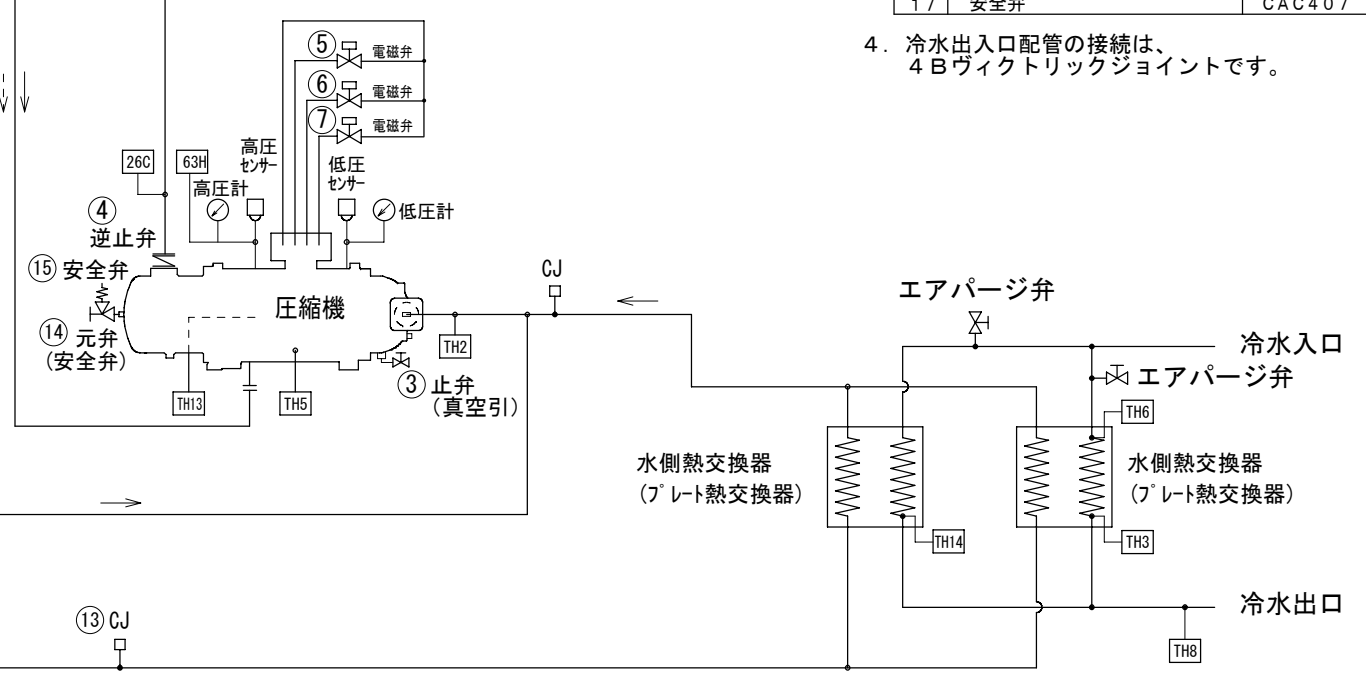 17 安全弁 CAC407
4. 冷水出入口配管の接続は、
4Bヴィクトリックジョイントです。
⑤ 電磁弁
⑥ 電磁弁
⑦ 電磁弁
26C
63H
高圧
センサー
低圧
センサー
高圧計
低圧計
④
逆止弁
⑮ 安全弁
圧縮機
⑭ 元弁
(安全弁)
TH13
TH5
TH2
③ 止弁
(真空引)
CJ
エアパージ弁
冷水入口
エアパージ弁
TH6
水側熱交換器
(プレート熱交換器)
水側熱交換器
(プレート熱交換器)
TH14
TH3
冷水出口
TH8
⑬ CJ